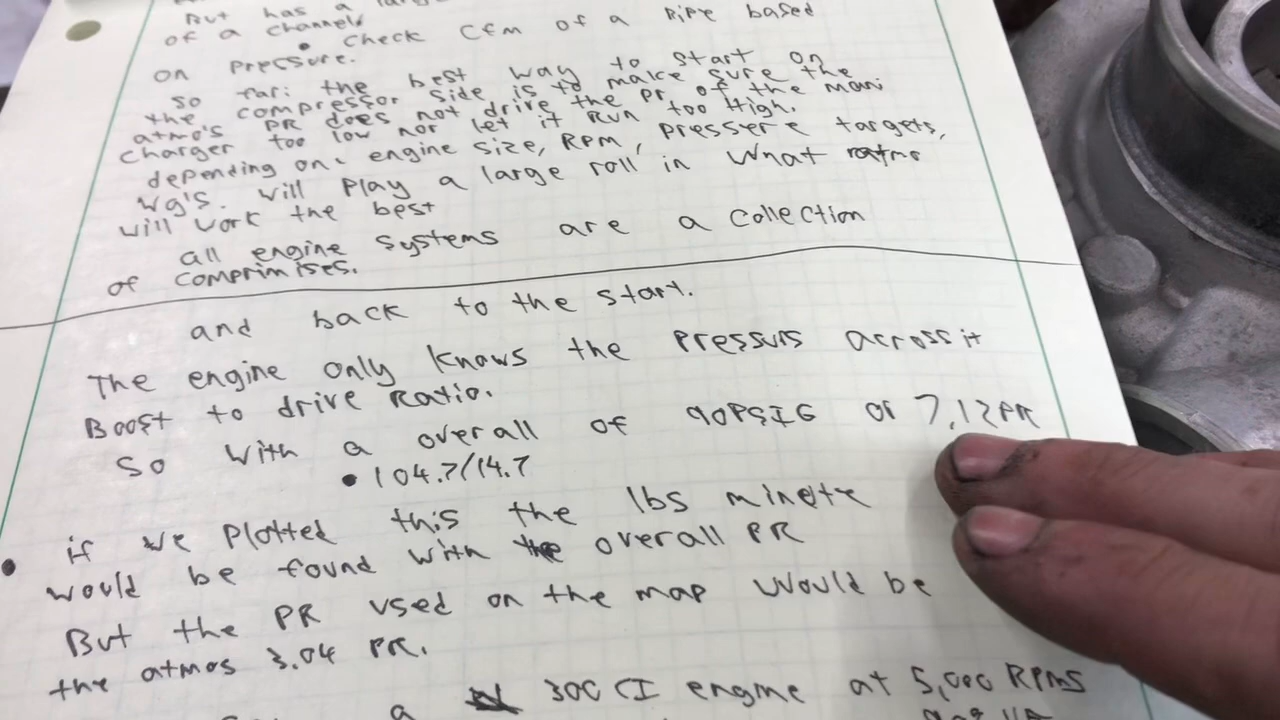 But has a
of a channel
• Check CFM of a Pipe based
on pressure.
so far: the best way to start on
the compressor side is to make sure the
atmo's PR does not drive the PR of the mani
charger too low nor let it run too High.
depending on: engine size, RPM, pressere targets,
wg's. will play a large roll in what
will work the best
all engine systems are a collection
of comprimises.
and back to the start.
The engine only knows the pressurs across it
Boost to drive Ratio.
So with a overall of 90PSIG or 7.12PR
• 104.7/14.7
• if we plotted this the lbs minete
would be found with the overall PR
But the PR used on the map would be
the atmos 3.04 PR.
a 300 CI engine at 5,000 RPMs